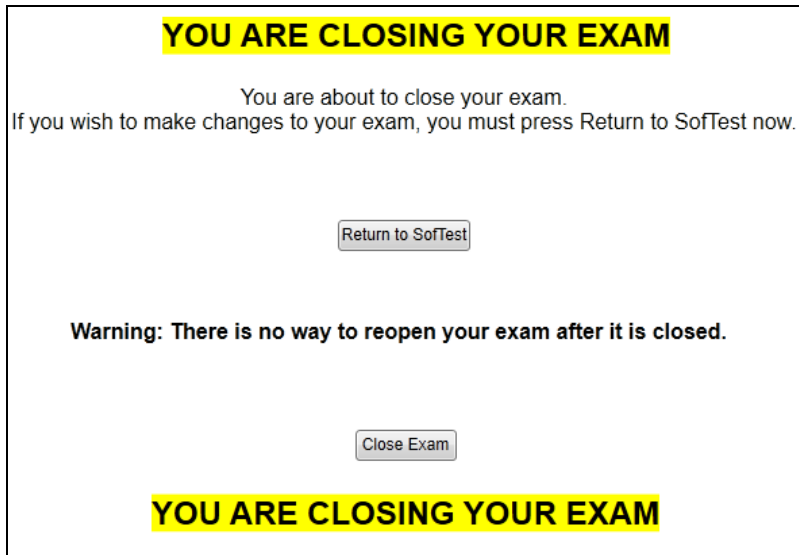 YOU ARE CLOSING YOUR EXAM
You are about to close your exam.
If you wish to make changes to your exam, you must press Return to SofTest now.
Return to SofTest
Warning: There is no way to reopen your exam after it is closed.
Close Exam
YOU ARE CLOSING YOUR EXAM